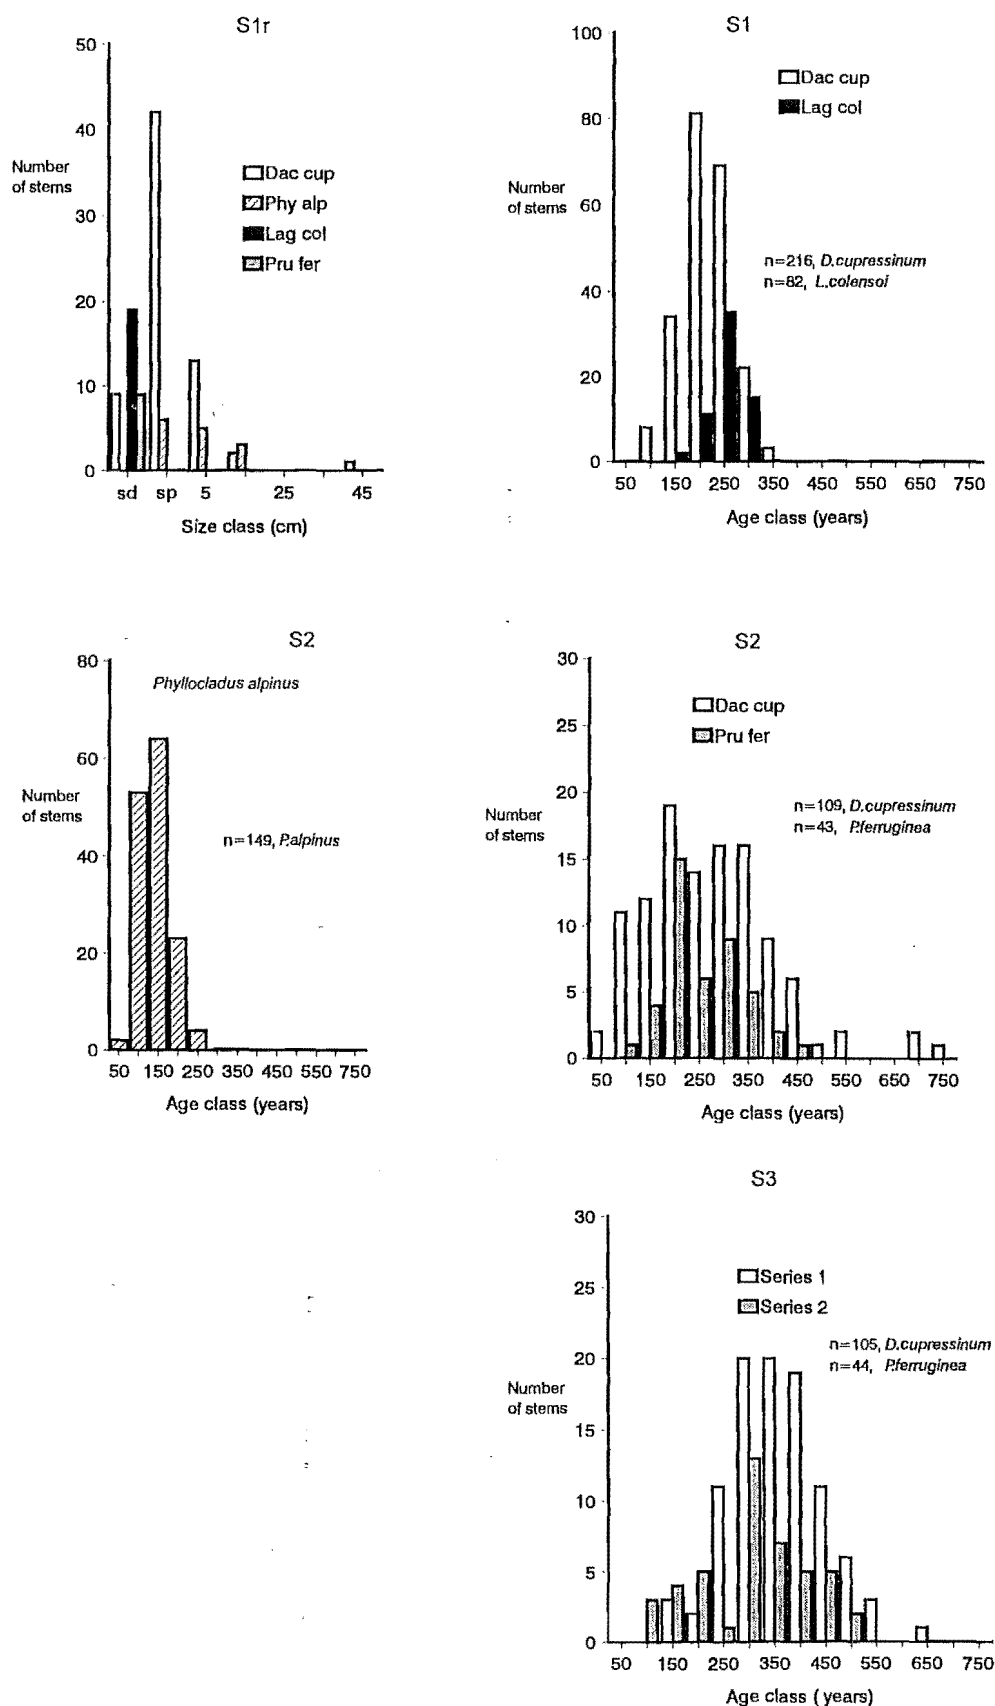 S1r
50
40
30
20
10
0
Number
of stems
Dac cup
Phy alp
Lag col
Pru fer
sd sp 5 25 45
Size class (cm)
S1
100
80
60
40
20
0
Number
of stems
Dac cup
Lag col
n=216, D.cupressinum
n=82, L.colensoi
50 150 250 350 450 550 650 750
Age class (years)
S2
80
60
40
20
0
Number
of stems
Phyllocladus alpinus
n=149, P.alpinus
50 150 250 350 450 550 650 750
Age class (years)
S2
30
25
20
15
10
5
0
Number
of stems
Dac cup
Pru fer
n=109, D.cupressinum
n=43, P.ferruginea
50 150 250 350 450 550 650 750
Age class (years)
S3
30
25
20
15
10
5
0
Number
of stems
Series 1
Series 2
n=105, D.cupressinum
n=44, P.ferruginea
50 150 250 350 450 550 650 750
Age class (years)